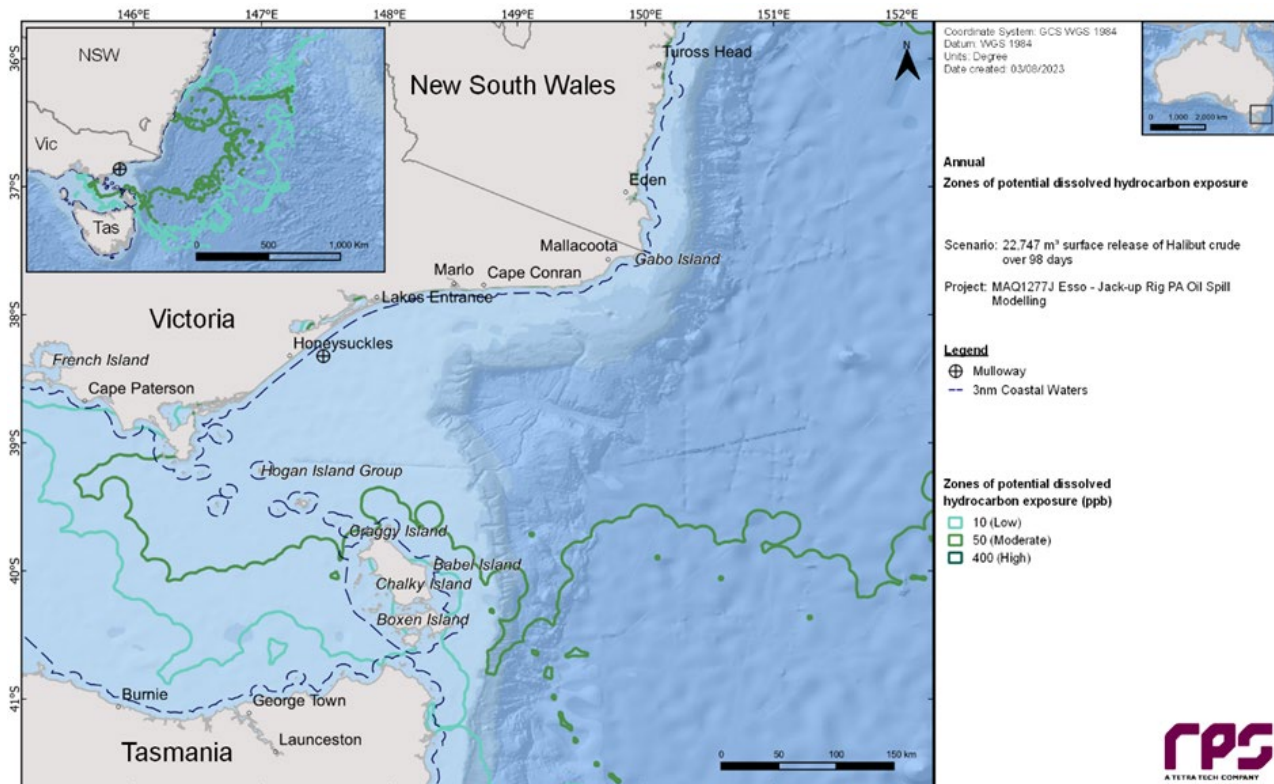 146°E
147°E
148°E
149°E
150°E
151°E
152°E
36°S
37°S
38°S
39°S
40°S
41°S
NSW
Vic
Tas
0 500 1,000 Km
New South Wales
Tuross Head
Eden
Mallacoota
Gabo Island
Marlo
Cape Conran
Lakes Entrance
Victoria
Honeysuckles
French Island
Cape Paterson
Hogan Island Group
Craggy Island
Babel Island
Chalky Island
Boxen Island
Burnie
George Town
Launceston
Tasmania
0 50 100 150 km
N
Coordinate System: GCS WGS 1984
Datum: WGS 1984
Units: Degree
Date created: 03/08/2023
0 1,000 2,000 km
Annual
Zones of potential dissolved hydrocarbon exposure
Scenario: 22,747 m³ surface release of Halibut crude
over 98 days
Project: MAQ1277J Esso - Jack-up Rig PA Oil Spill
Modelling
Legend
Mulloway
3nm Coastal Waters
Zones of potential dissolved
hydrocarbon exposure (ppb)
10 (Low)
50 (Moderate)
400 (High)
rps
A TETRA TECH COMPANY